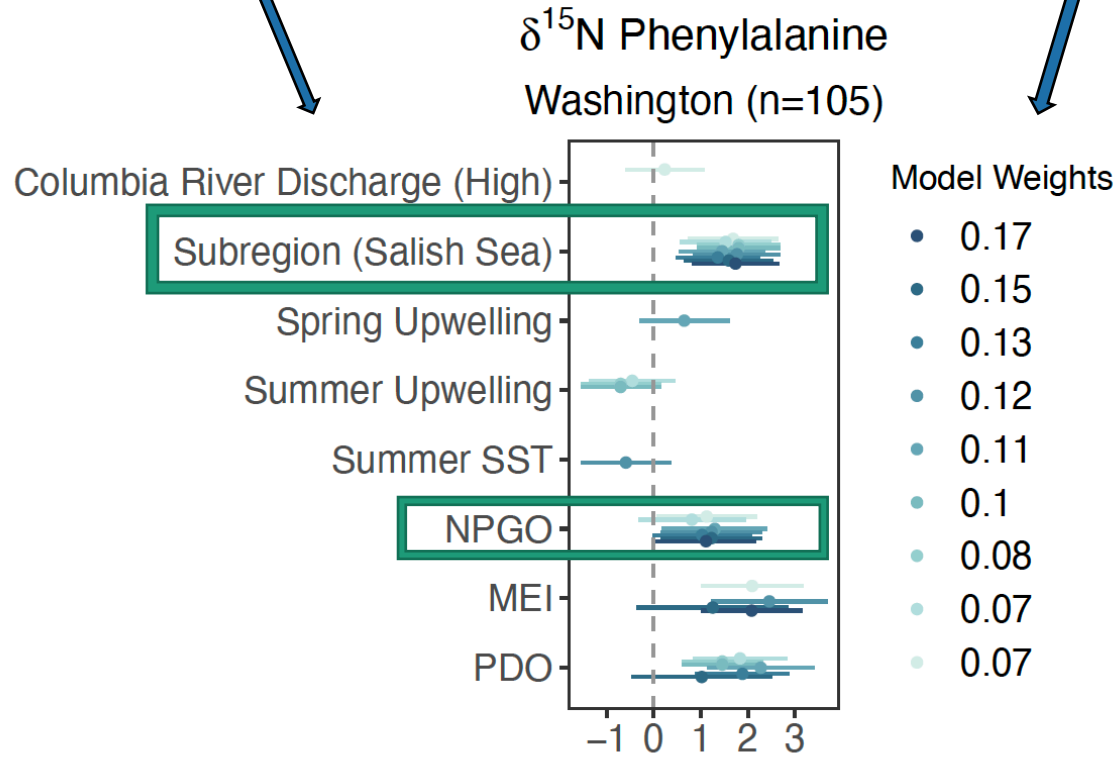 δ¹⁵N Phenylalanine
Washington (n=105)
Columbia River Discharge (High)
Subregion (Salish Sea)
Spring Upwelling
Summer Upwelling
Summer SST
NPGO
MEI
PDO
−1 0 1 2 3
Model Weights
0.17
0.15
0.13
0.12
0.11
0.1
0.08
0.07
0.07